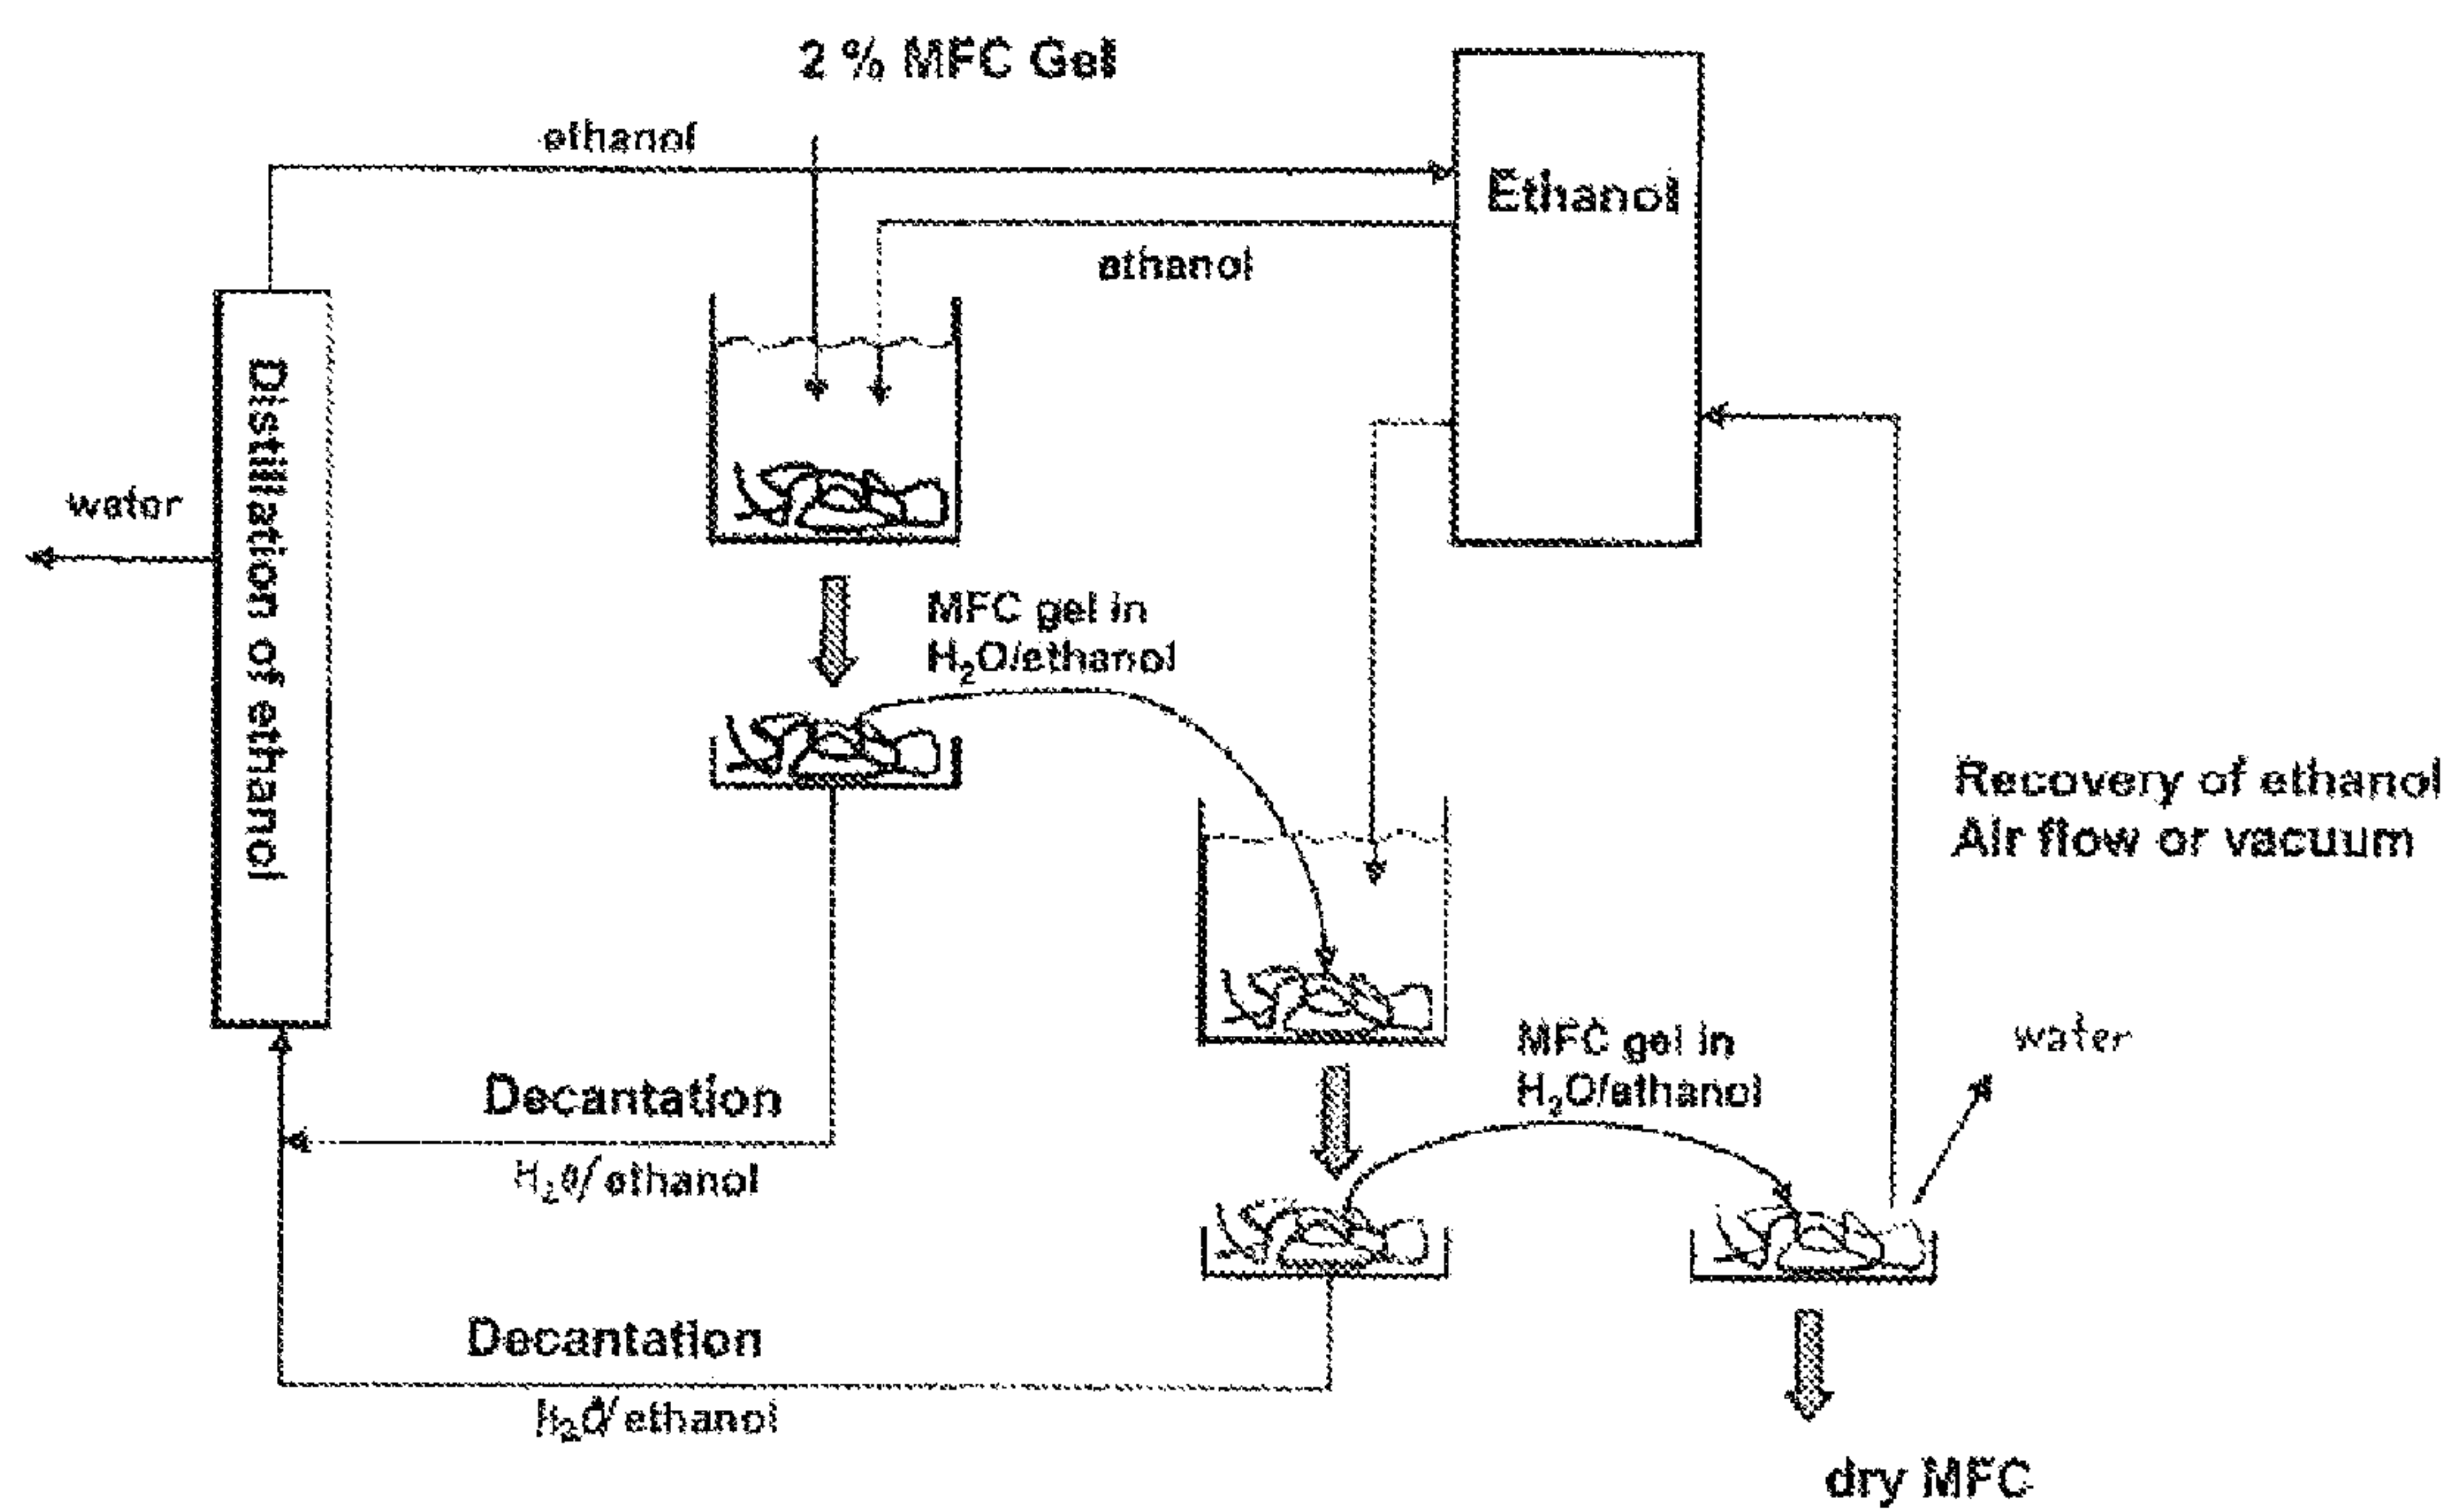 2 % MFC Gel
ethanol
Ethanol
ethanol
Distillation of ethanol
water
MFC gel in
H₂O/ethanol
Recovery of ethanol
Air flow or vacuum
MFC gel in
H₂O/ethanol
water
Decantation
H₂O/ethanol
Decantation
H₂O/ethanol
dry MFC